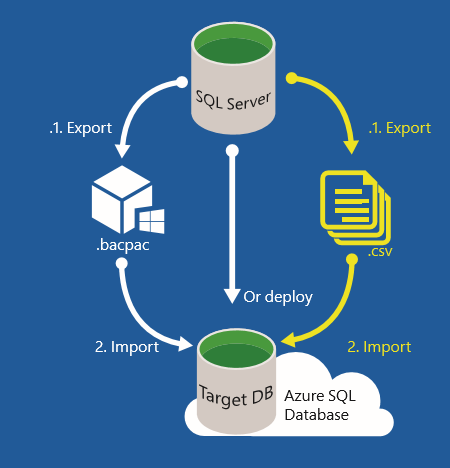 SQL Server
.1. Export
.1. Export
.bacpac
.csv
Or deploy
2. Import
2. Import
Target DB
Azure SQL
Database